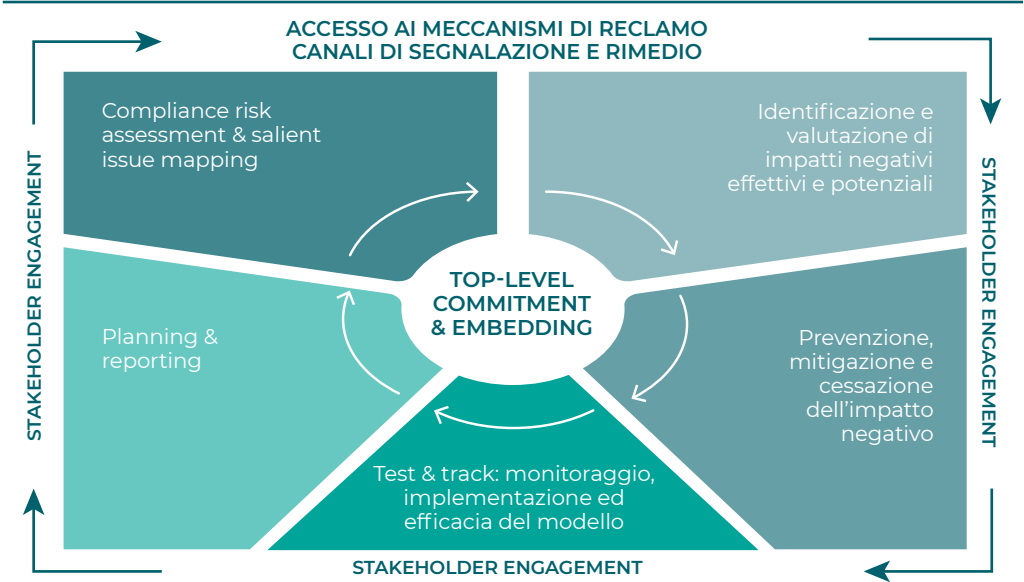 ACCESSO AI MECCANISMI DI RECLAMO
CANALI DI SEGNALAZIONE E RIMEDIO
Compliance risk
assessment & salient
issue mapping
Identificazione e
valutazione di
impatti negativi
effettivi e potenziali
STAKEHOLDER ENGAGEMENT
STAKEHOLDER ENGAGEMENT
TOP-LEVEL
COMMITMENT
& EMBEDDING
Planning &
reporting
Prevenzione,
mitigazione e
cessazione
dell’impatto
negativo
Test & track: monitoraggio,
implementazione ed
efficacia del modello
STAKEHOLDER ENGAGEMENT